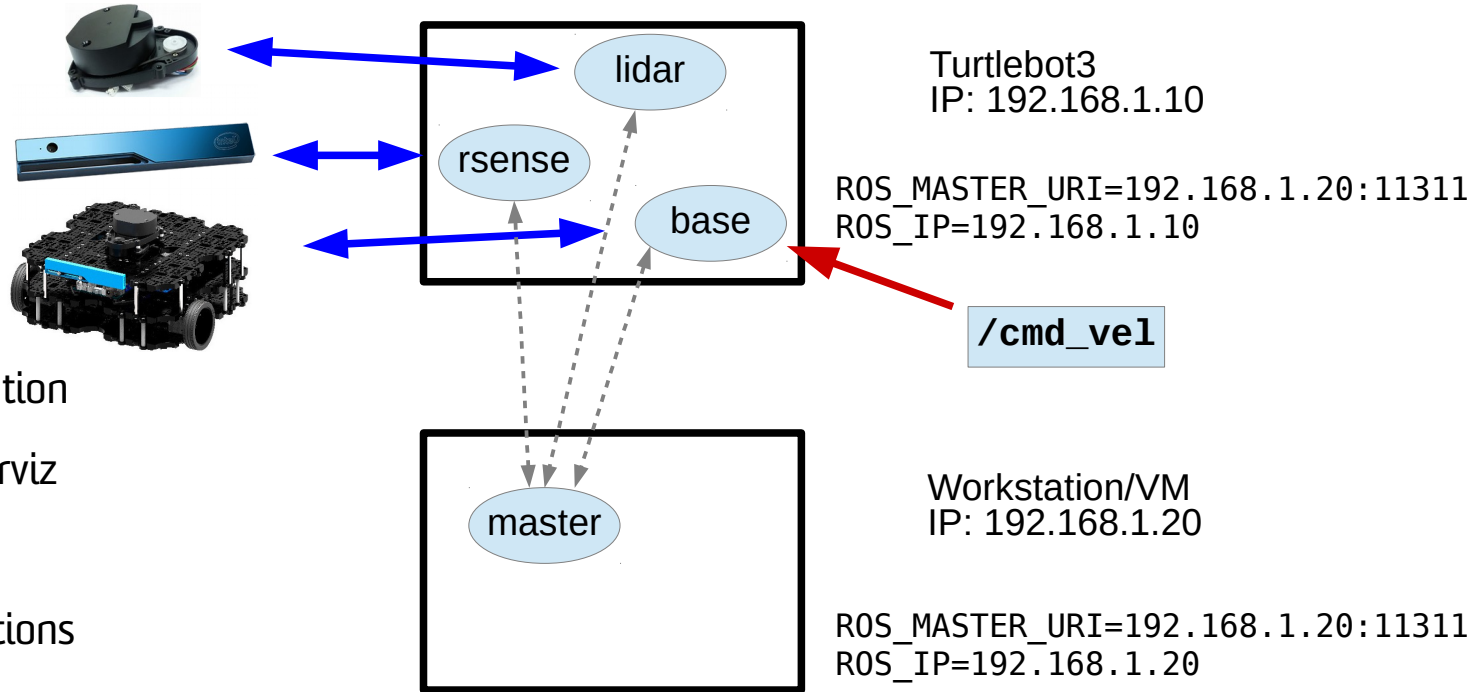 lidar
Turtlebot3
IP: 192.168.1.10
rsense
ROS_MASTER_URI=192.168.1.20:11311
base
ROS_IP=192.168.1.10
/cmd_vel
tion
rviz
Workstation/VM
IP: 192.168.1.20
master
tions
ROS_MASTER_URI=192.168.1.20:11311
ROS_IP=192.168.1.20